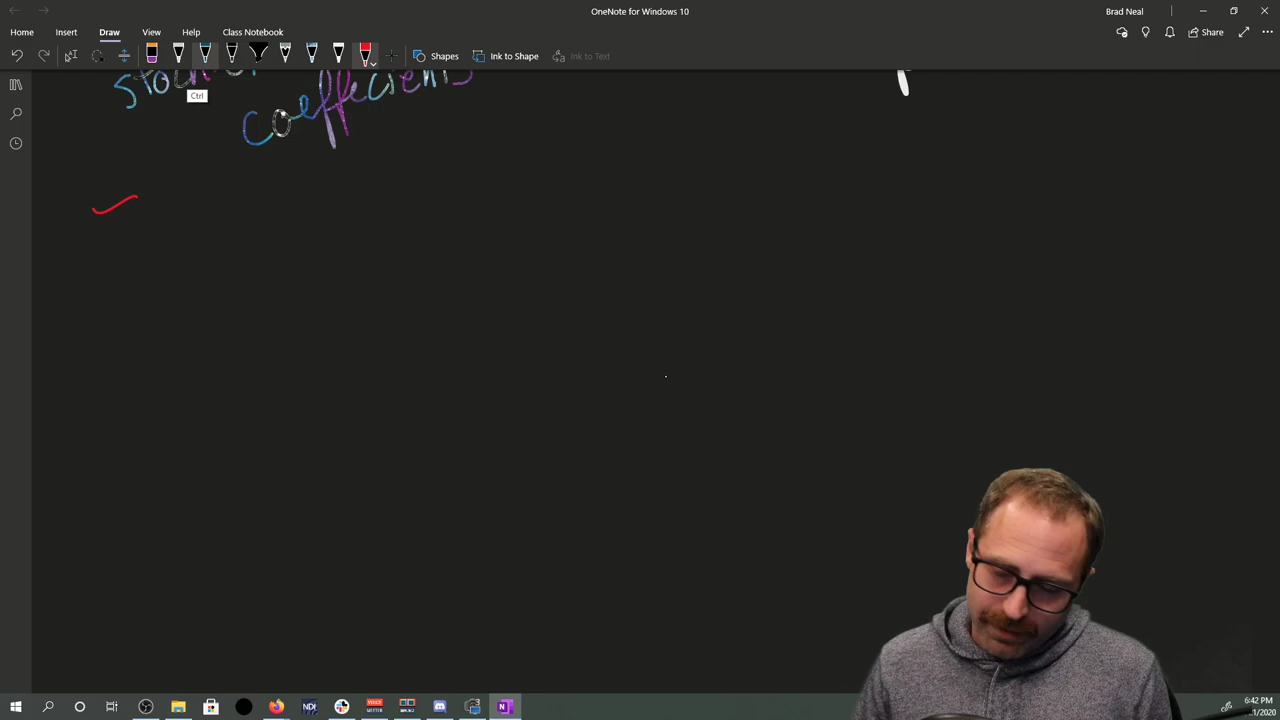 OneNote for Windows 10
Brad Neal
Home Insert Draw View Help Class Notebook
Share
Shapes
Ink to Shape
Ink to Text
Ctrl
coefficients
6:42 PM